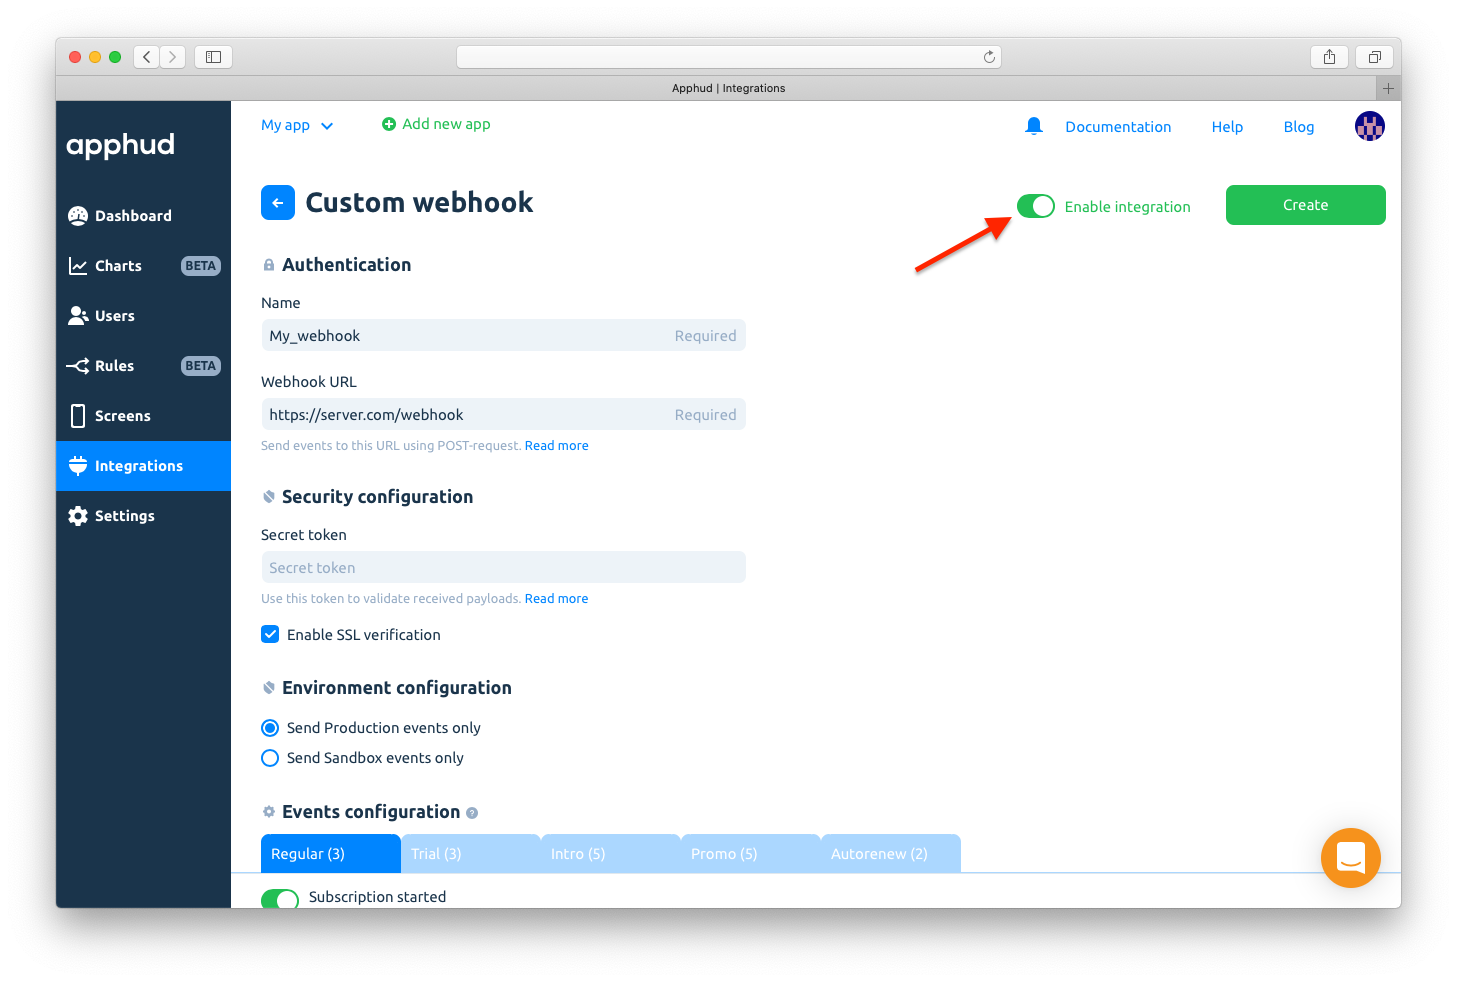 Apphud | Integrations
apphud
My app
Add new app
Documentation
Help
Blog
Dashboard
Charts BETA
Users
Rules BETA
Screens
Integrations
Settings
Custom webhook
Enable integration
Create
Authentication
Name
My_webhook Required
Webhook URL
https://server.com/webhook Required
Send events to this URL using POST-request. Read more
Security configuration
Secret token
Secret token
Use this token to validate received payloads. Read more
Enable SSL verification
Environment configuration
Send Production events only
Send Sandbox events only
Events configuration ?
Regular (3) Trial (3) Intro (5) Promo (5) Autorenew (2)
Subscription started